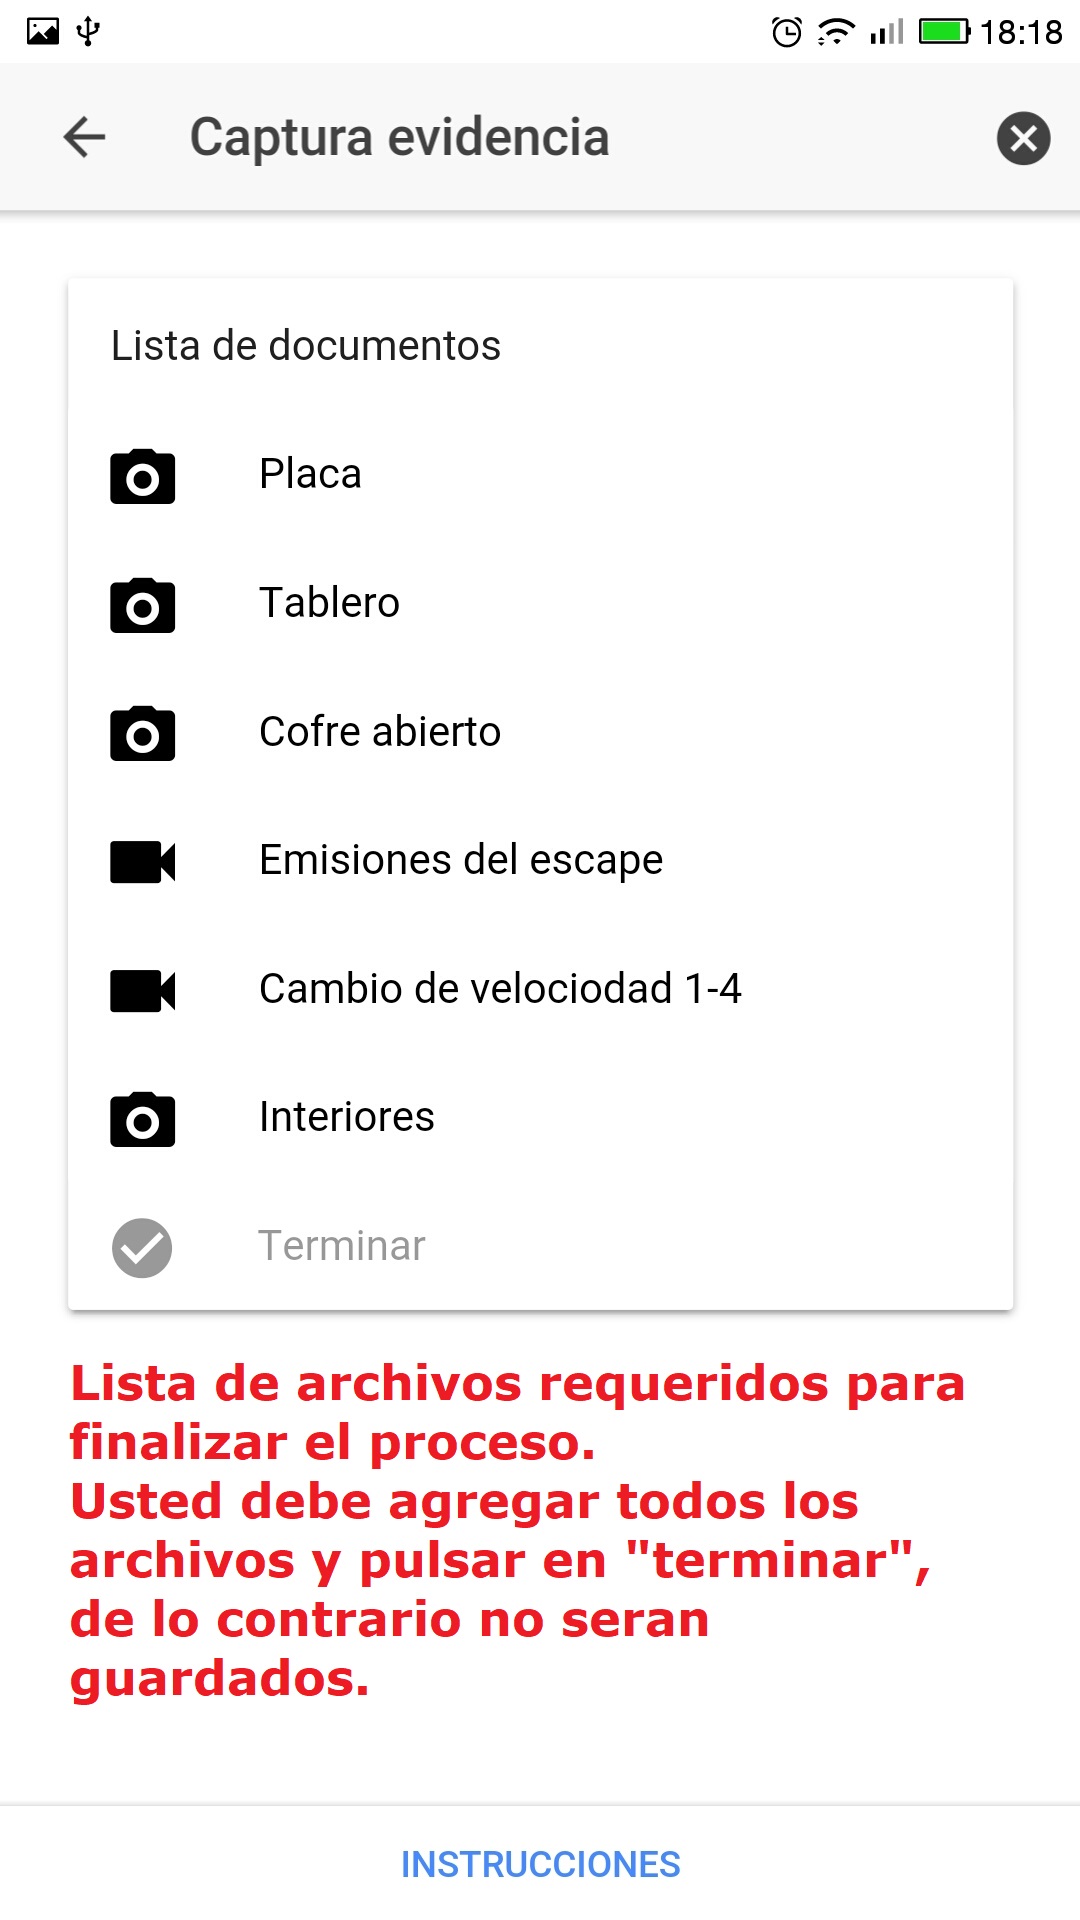 18:18
Captura evidencia
Lista de documentos
Placa
Tablero
Cofre abierto
Emisiones del escape
Cambio de velociodad 1-4
Interiores
Terminar
Lista de archivos requeridos para
finalizar el proceso.
Usted debe agregar todos los
archivos y pulsar en "terminar",
de lo contrario no seran
guardados.
INSTRUCCIONES